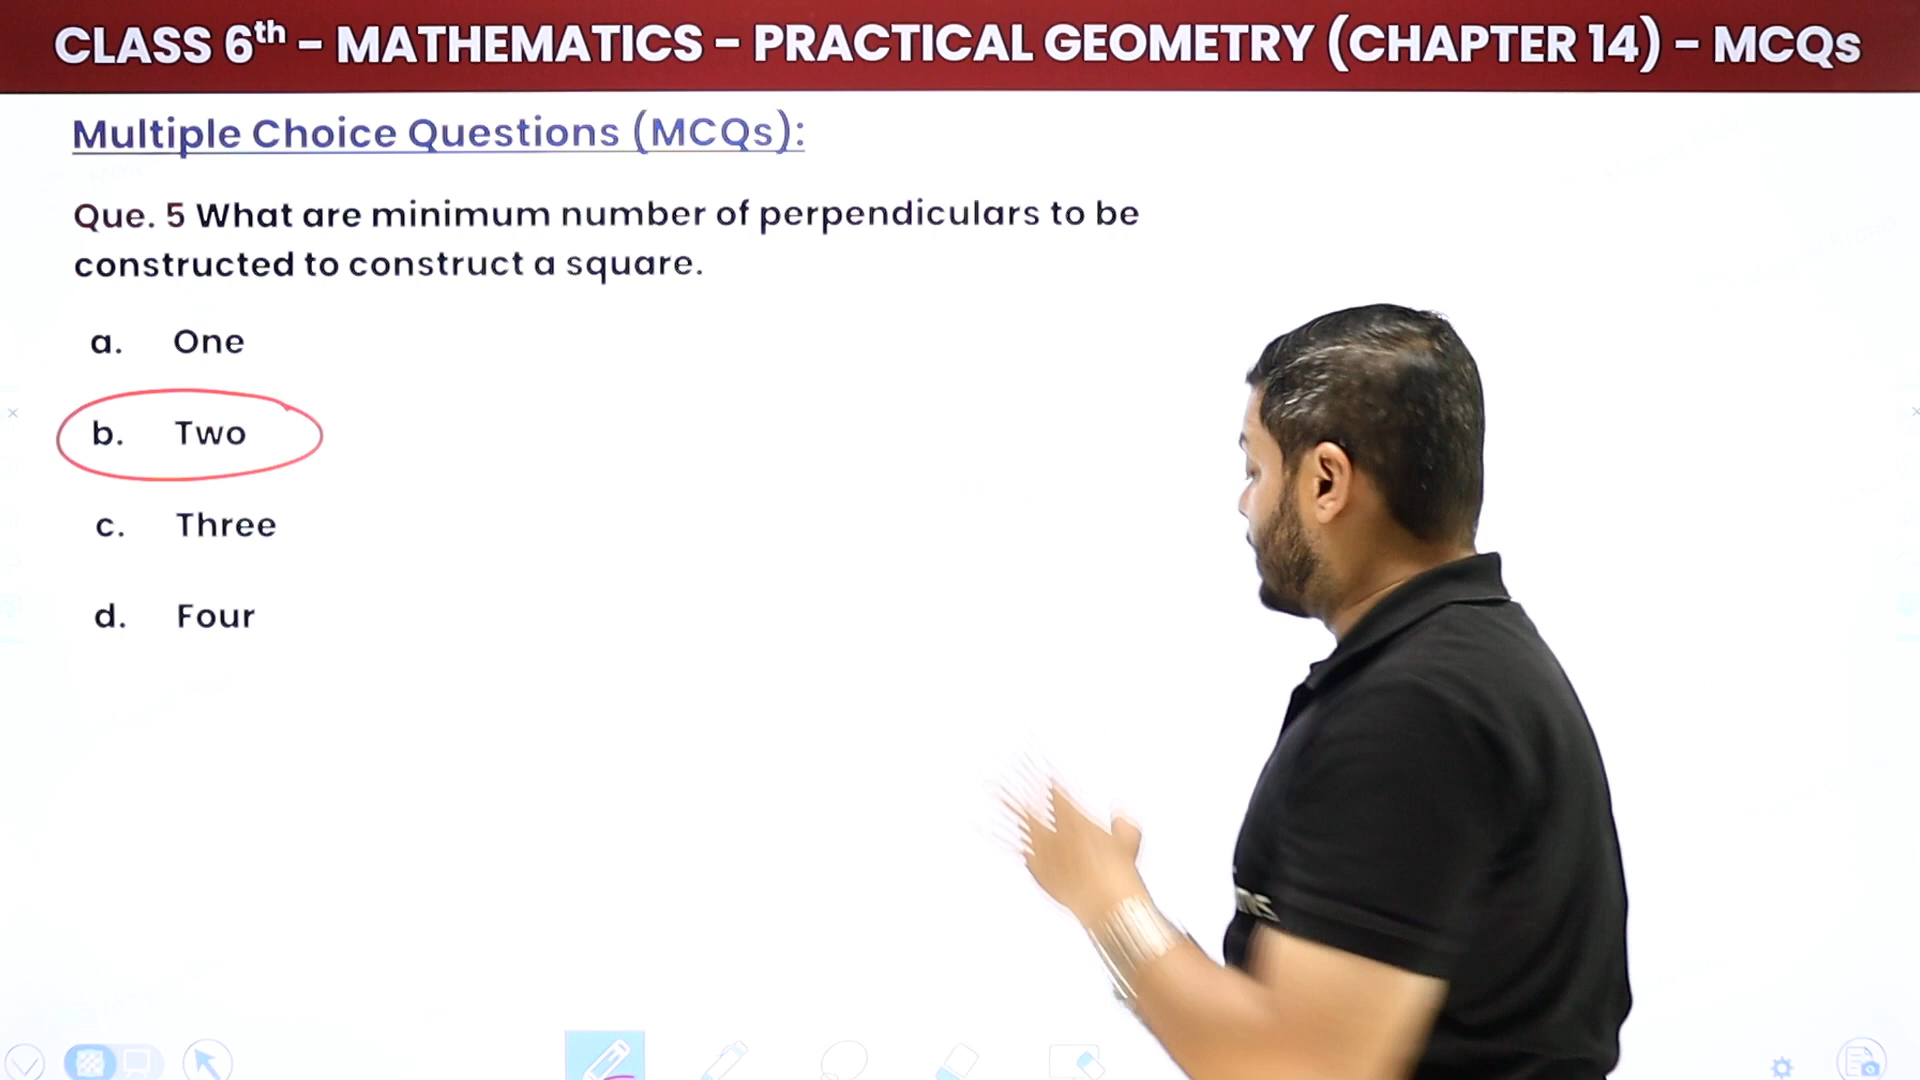 CLASS 6th - MATHEMATICS - PRACTICAL GEOMETRY (CHAPTER 14) - MCQs
Multiple Choice Questions (MCQs):
Que. 5 What are minimum number of perpendiculars to be
constructed to construct a square.
a. One
b. Two
c. Three
d. Four